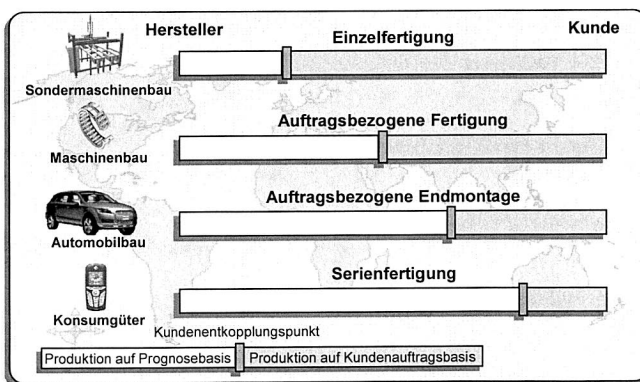 Hersteller
Kunde
Einzelfertigung
Sondermaschinenbau
Auftragsbezogene Fertigung
Maschinenbau
Auftragsbezogene Endmontage
Automobilbau
Serienfertigung
Konsumgüter
Kundenentkopplungspunkt
Produktion auf Prognosebasis
Produktion auf Kundenauftragsbasis